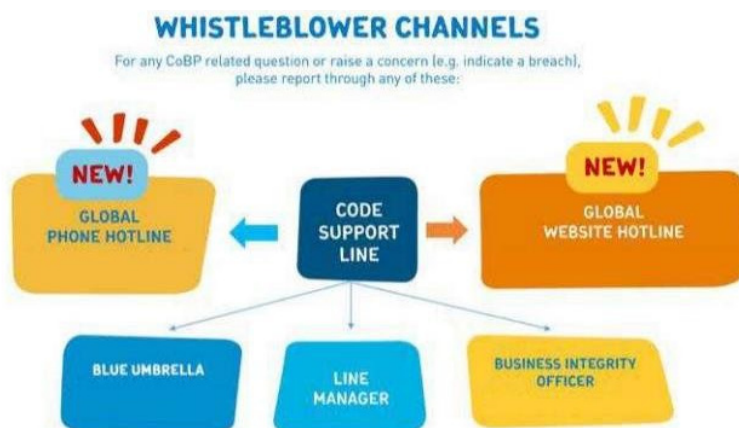 WHISTLEBLOWER CHANNELS
For any CoBP related question or raise a concern (e.g. indicate a breach),
please report through any of these:
NEW!
GLOBAL
PHONE HOTLINE
CODE
SUPPORT
LINE
NEW!
GLOBAL
WEBSITE HOTLINE
BLUE UMBRELLA
LINE
MANAGER
BUSINESS INTEGRITY
OFFICER